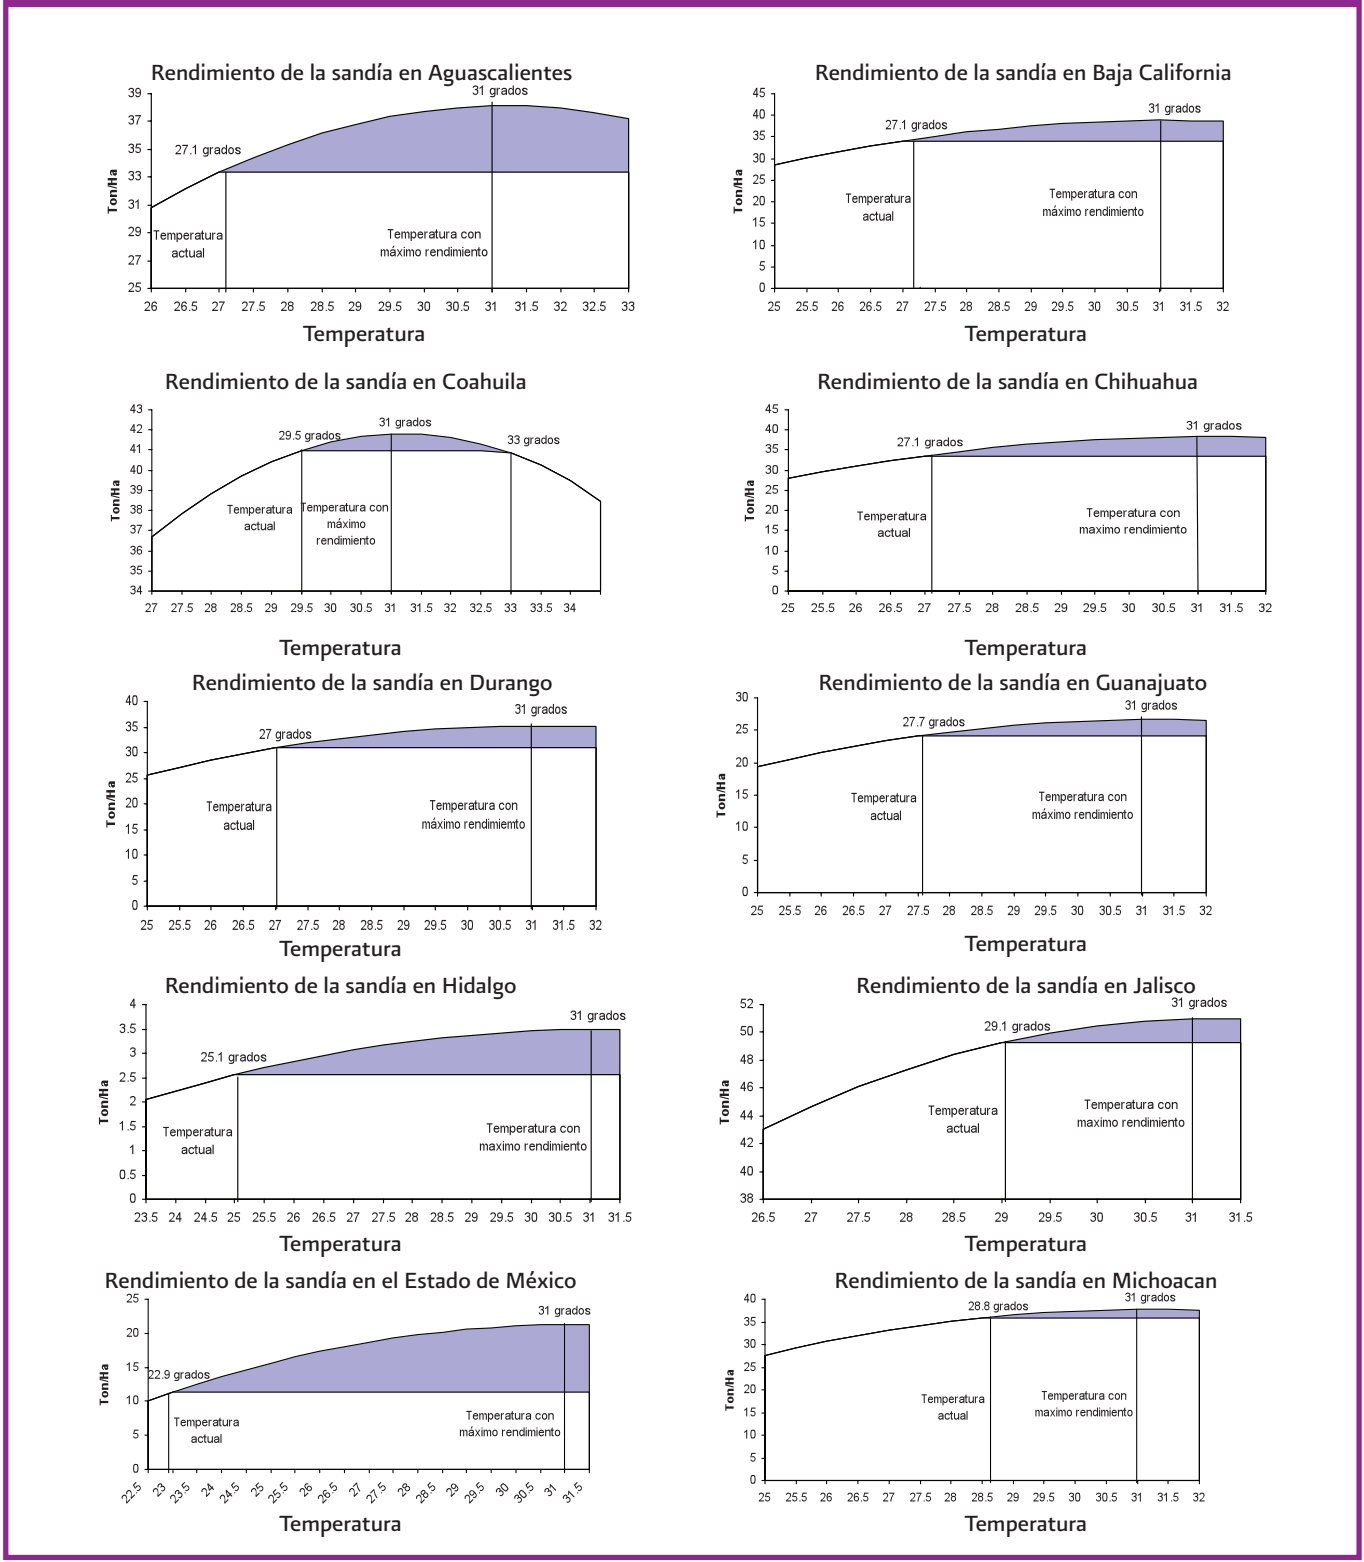 Rendimiento de la sandía en Aguascalientes
39
37
35
33
31
29
27
25
Ton/Ha
27.1 grados
31 grados
Temperatura
actual
Temperatura con
máximo rendimiento
26 26.5 27 27.5 28 28.5 29 29.5 30 30.5 31 31.5 32 32.5 33
Temperatura
Rendimiento de la sandía en Baja California
45
40
35
30
25
20
15
10
5
0
Ton/Ha
27.1 grados
31 grados
Temperatura
actual
Temperatura con
máximo rendimiento
25 25.5 26 26.5 27 27.5 28 28.5 29 29.5 30 30.5 31 31.5 32
Temperatura
Rendimiento de la sandía en Coahuila
43
42
41
40
39
38
37
36
35
34
Ton/Ha
29.5 grados
31 grados
33 grados
Temperatura
actual
Temperatura con
máximo
rendimiento
27 27.5 28 28.5 29 29.5 30 30.5 31 31.5 32 32.5 33 33.5 34
Temperatura
Rendimiento de la sandía en Chihuahua
45
40
35
30
25
20
15
10
5
0
Ton/Ha
27.1 grados
31 grados
Temperatura
actual
Temperatura con
maximo rendimiento
25 25.5 26 26.5 27 27.5 28 28.5 29 29.5 30 30.5 31 31.5 32
Temperatura
Rendimiento de la sandía en Durango
40
35
30
25
20
15
10
5
0
Ton/Ha
27 grados
31 grados
Temperatura
actual
Temperatura con
máximo rendimiemto
25 25.5 26 26.5 27 27.5 28 28.5 29 29.5 30 30.5 31 31.5 32
Temperatura
Rendimiento de la sandía en Guanajuato
30
25
20
15
10
5
0
Ton/Ha
27.7 grados
31 grados
Temperatura
actual
Temperatura con
máximo rendimiento
25 25.5 26 26.5 27 27.5 28 28.5 29 29.5 30 30.5 31 31.5 32
Temperatura
Rendimiento de la sandía en Hidalgo
4
3.5
3
2.5
2
1.5
1
0.5
0
Ton/Ha
25.1 grados
31 grados
Temperatura
actual
Temperatura con
maximo rendimiento
23.5 24 24.5 25 25.5 26 26.5 27 27.5 28 28.5 29 29.5 30 30.5 31 31.5
Temperatura
Rendimiento de la sandía en Jalisco
52
50
48
46
44
42
40
38
Ton/Ha
29.1 grados
31 grados
Temperatura
actual
Temperatura con
maximo rendimiento
26.5 27 27.5 28 28.5 29 29.5 30 30.5 31 31.5
Temperatura
Rendimiento de la sandía en el Estado de México
25
20
15
10
5
0
Ton/Ha
22.9 grados
31 grados
Temperatura
actual
Temperatura con
máximo rendimiento
22.5 23 23.5 24 24.5 25 25.5 26 26.5 27 27.5 28 28.5 29 29.5 30 30.5 31 31.5
Temperatura
Rendimiento de la sandía en Michoacan
40
35
30
25
20
15
10
5
0
Ton/Ha
28.8 grados
31 grados
Temperatura
actual
Temperatura con
maximo rendimiento
25 25.5 26 26.5 27 27.5 28 28.5 29 29.5 30 30.5 31 31.5 32
Temperatura